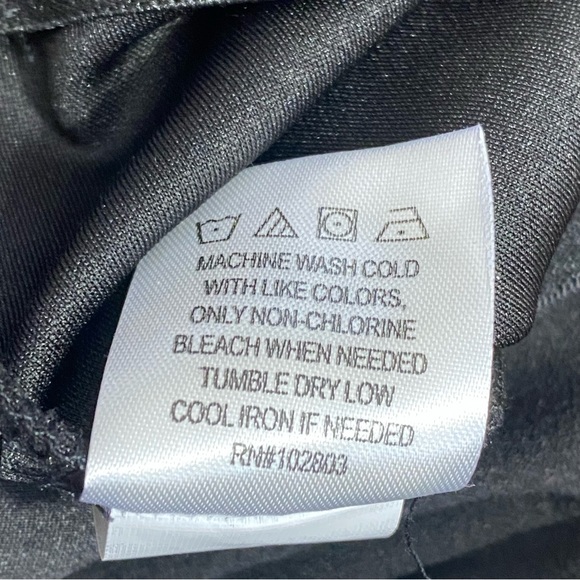 MACHINE WASH COLD
WITH LIKE COLORS,
ONLY NON-CHLORINE
BLEACH WHEN NEEDED
TUMBLE DRY LOW
COOL IRON IF NEEDED
RN#102803